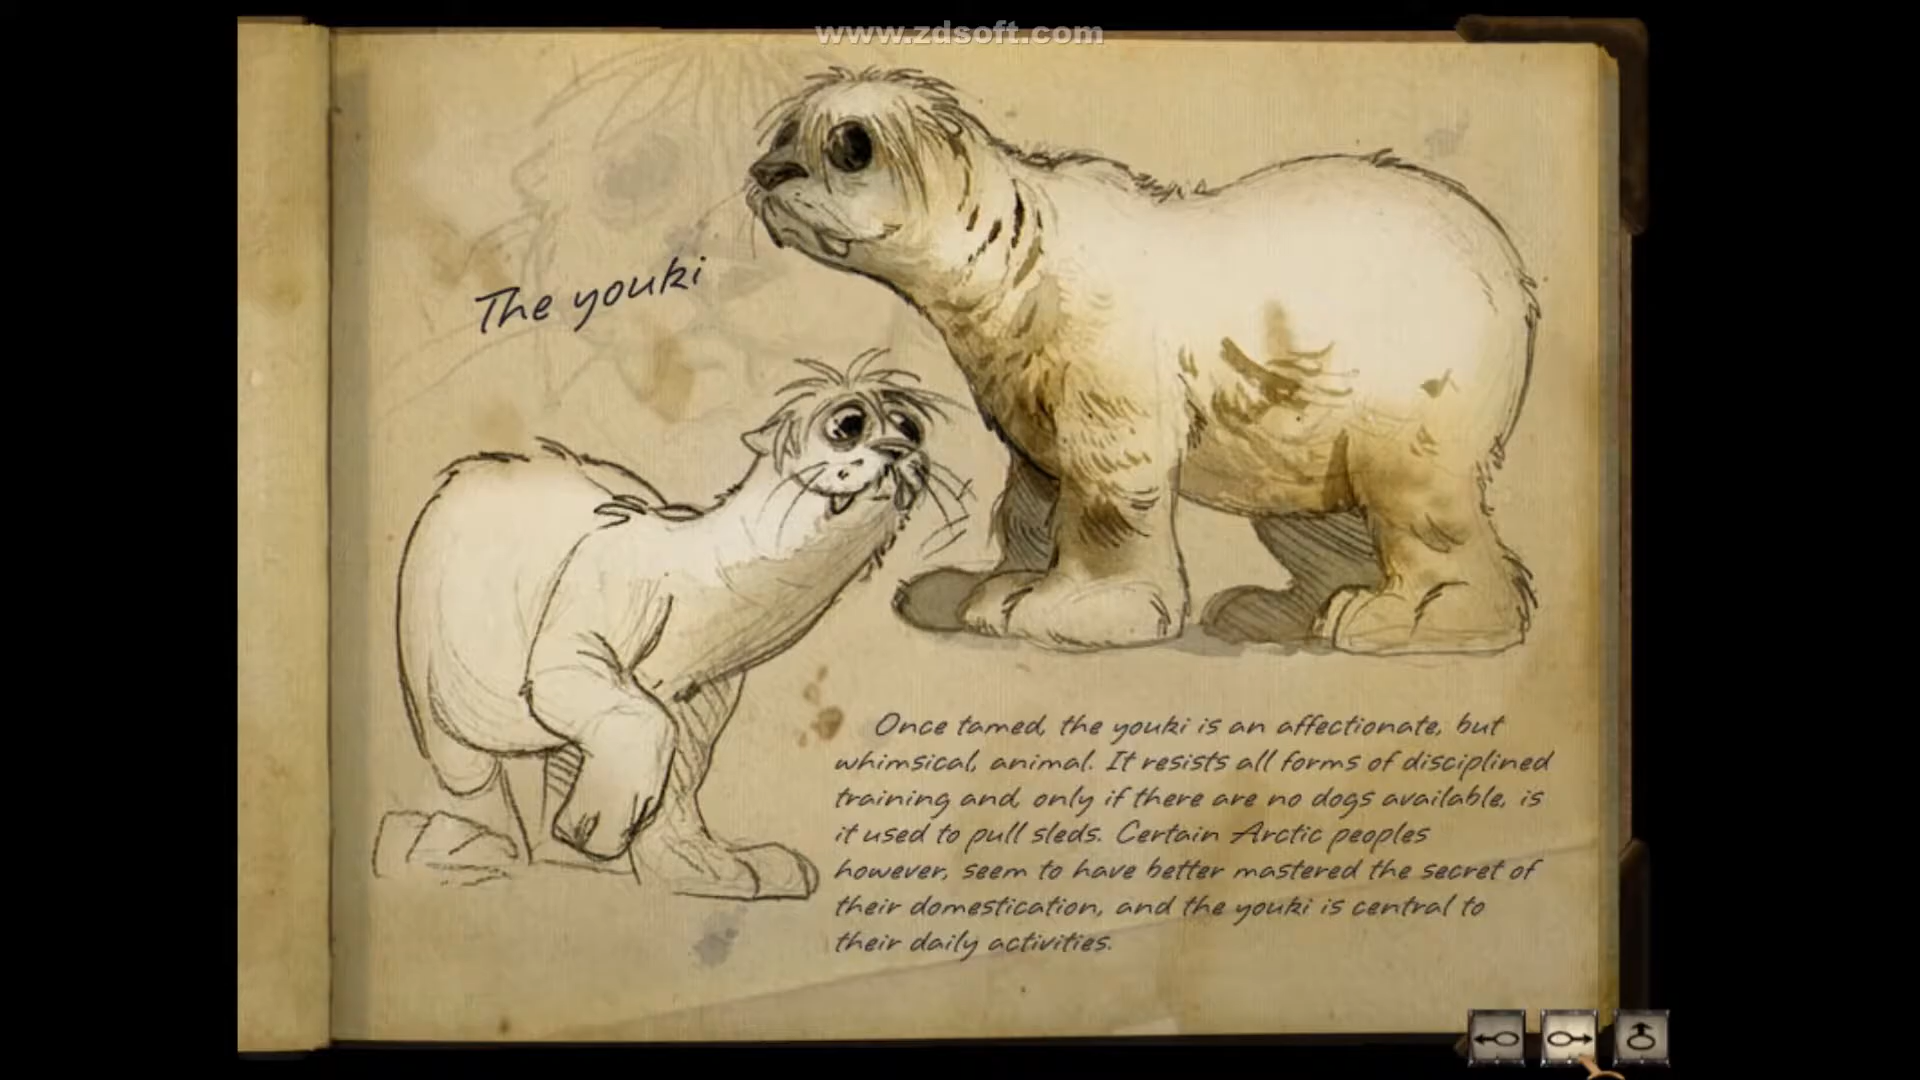 www.zdsoft.com
The youki
Once tamed, the youki is an affectionate, but
whimsical, animal. It resists all forms of disciplined
training and, only if there are no dogs available, is
it used to pull sleds. Certain Arctic peoples
however, seem to have better mastered the secret of
their domestication, and the youki is central to
their daily activities.